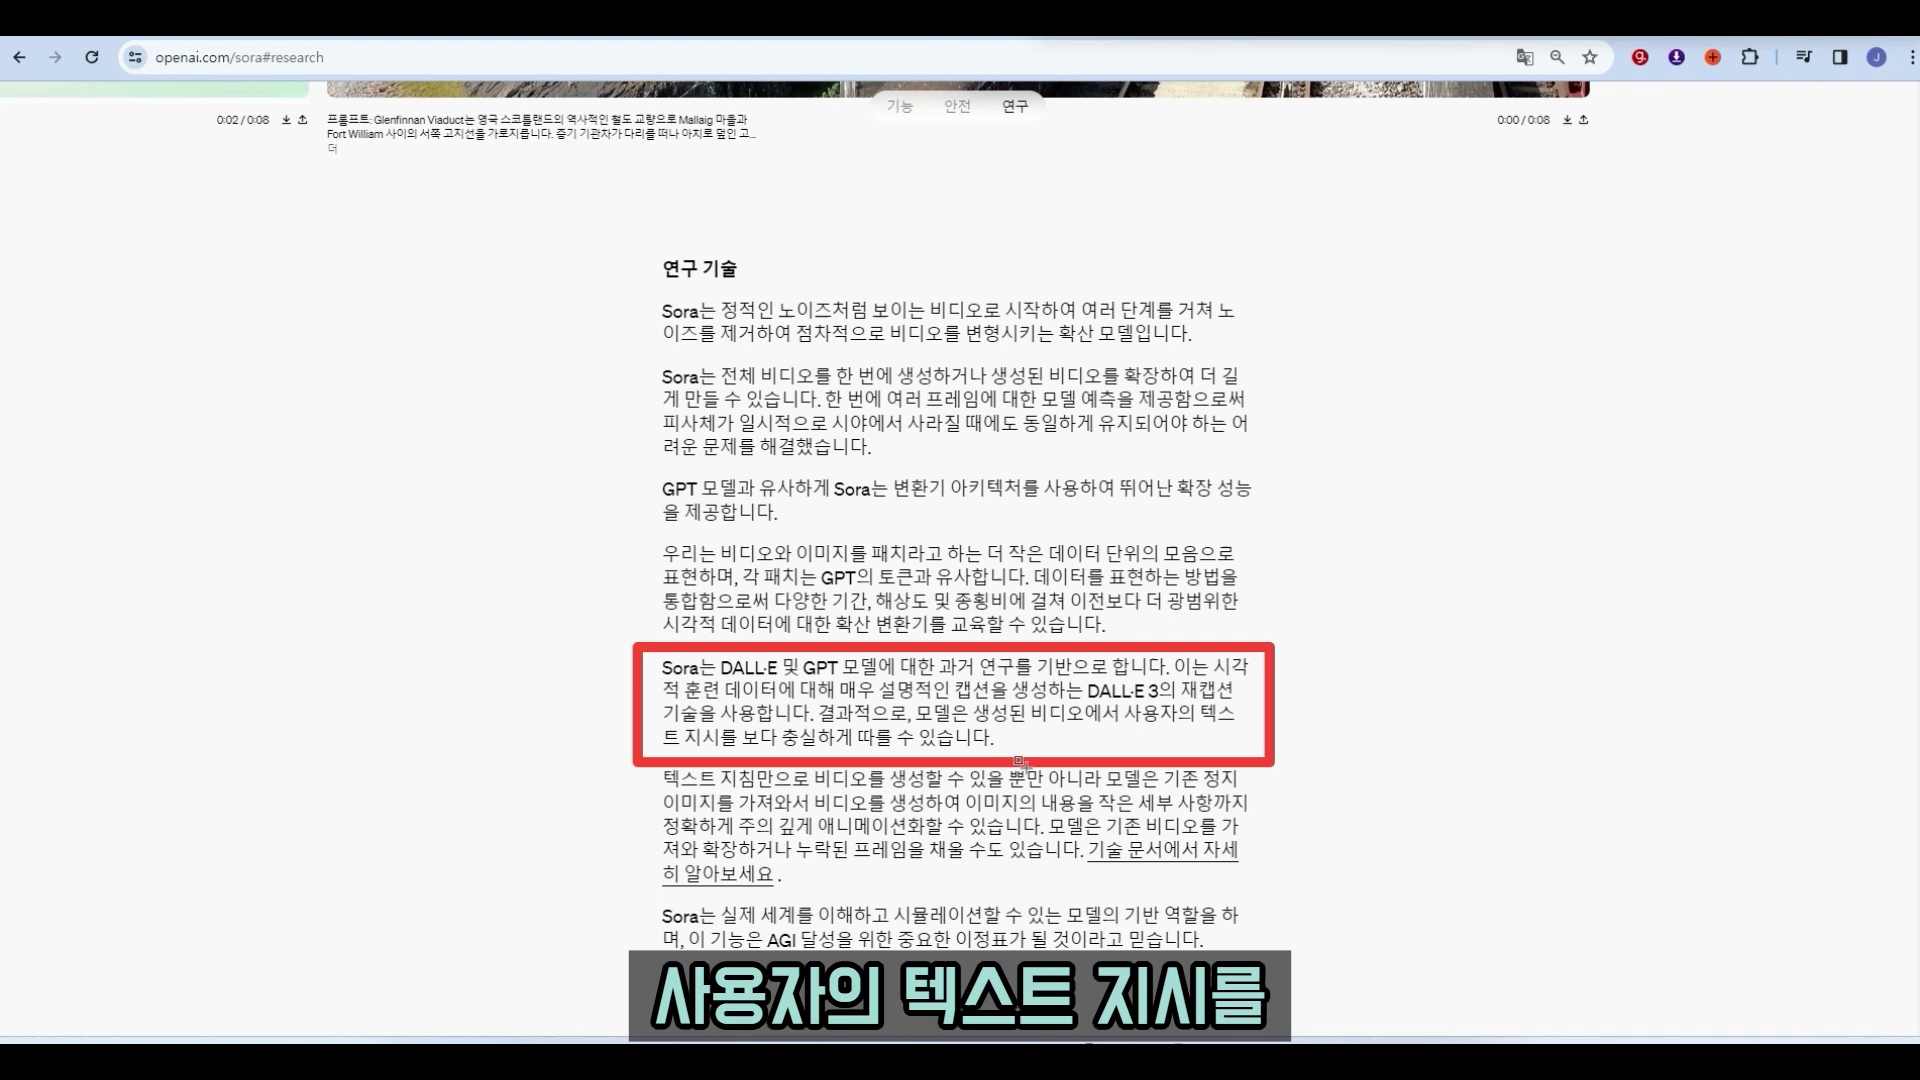 openai.com/sora#research
J
기능 안전 연구
0:02 / 0:08
프롬프트: Glenfinnan Viaduct는 영국 스코틀랜드의 역사적인 철도 교량으로 Mallaig 마을과
Fort William 사이의 서쪽 고지선을 가로지릅니다. 증기 기관차가 다리를 떠나 아치로 덮인 고...
더
0:00 / 0:08
연구 기술
Sora는 정적인 노이즈처럼 보이는 비디오로 시작하여 여러 단계를 거쳐 노
이즈를 제거하여 점차적으로 비디오를 변형시키는 확산 모델입니다.
Sora는 전체 비디오를 한 번에 생성하거나 생성된 비디오를 확장하여 더 길
게 만들 수 있습니다. 한 번에 여러 프레임에 대한 모델 예측을 제공함으로써
피사체가 일시적으로 시야에서 사라질 때에도 동일하게 유지되어야 하는 어
려운 문제를 해결했습니다.
GPT 모델과 유사하게 Sora는 변환기 아키텍처를 사용하여 뛰어난 확장 성능
을 제공합니다.
우리는 비디오와 이미지를 패치라고 하는 더 작은 데이터 단위의 모음으로
표현하며, 각 패치는 GPT의 토큰과 유사합니다. 데이터를 표현하는 방법을
통합함으로써 다양한 기간, 해상도 및 종횡비에 걸쳐 이전보다 더 광범위한
시각적 데이터에 대한 확산 변환기를 교육할 수 있습니다.
Sora는 DALL·E 및 GPT 모델에 대한 과거 연구를 기반으로 합니다. 이는 시각
적 훈련 데이터에 대해 매우 설명적인 캡션을 생성하는 DALL·E 3의 재캡션
기술을 사용합니다. 결과적으로, 모델은 생성된 비디오에서 사용자의 텍스
트 지시를 보다 충실하게 따를 수 있습니다.
텍스트 지침만으로 비디오를 생성할 수 있을 뿐만 아니라 모델은 기존 정지
이미지를 가져와서 비디오를 생성하여 이미지의 내용을 작은 세부 사항까지
정확하게 주의 깊게 애니메이션화할 수 있습니다. 모델은 기존 비디오를 가
져와 확장하거나 누락된 프레임을 채울 수도 있습니다. 기술 문서에서 자세
히 알아보세요 .
Sora는 실제 세계를 이해하고 시뮬레이션할 수 있는 모델의 기반 역할을 하
며, 이 기능은 AGI 달성을 위한 중요한 이정표가 될 것이라고 믿습니다.
사용자의 텍스트 지시를